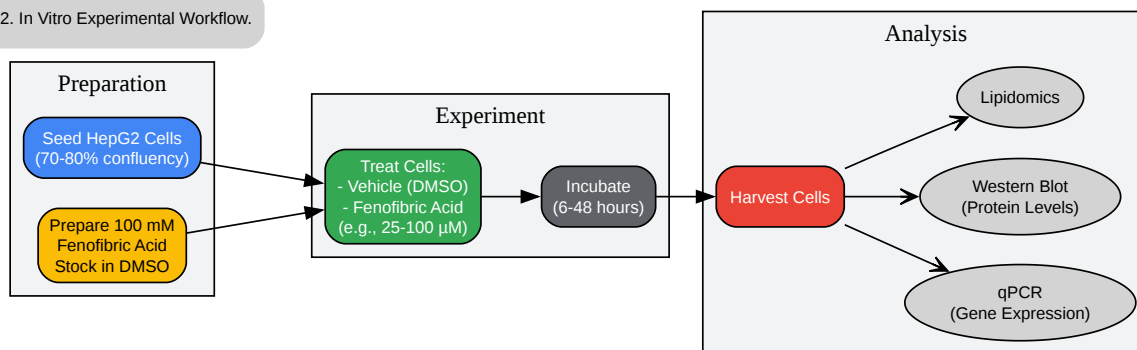 2. In Vitro Experimental Workflow.
Preparation
Seed HepG2 Cells
(70-80% confluency)
Prepare 100 mM
Fenofibric Acid
Stock in DMSO
Experiment
Treat Cells:
- Vehicle (DMSO)
- Fenofibric Acid
(e.g., 25-100 µM)
Incubate
(6-48 hours)
Analysis
Harvest Cells
Lipidomics
Western Blot
(Protein Levels)
qPCR
(Gene Expression)